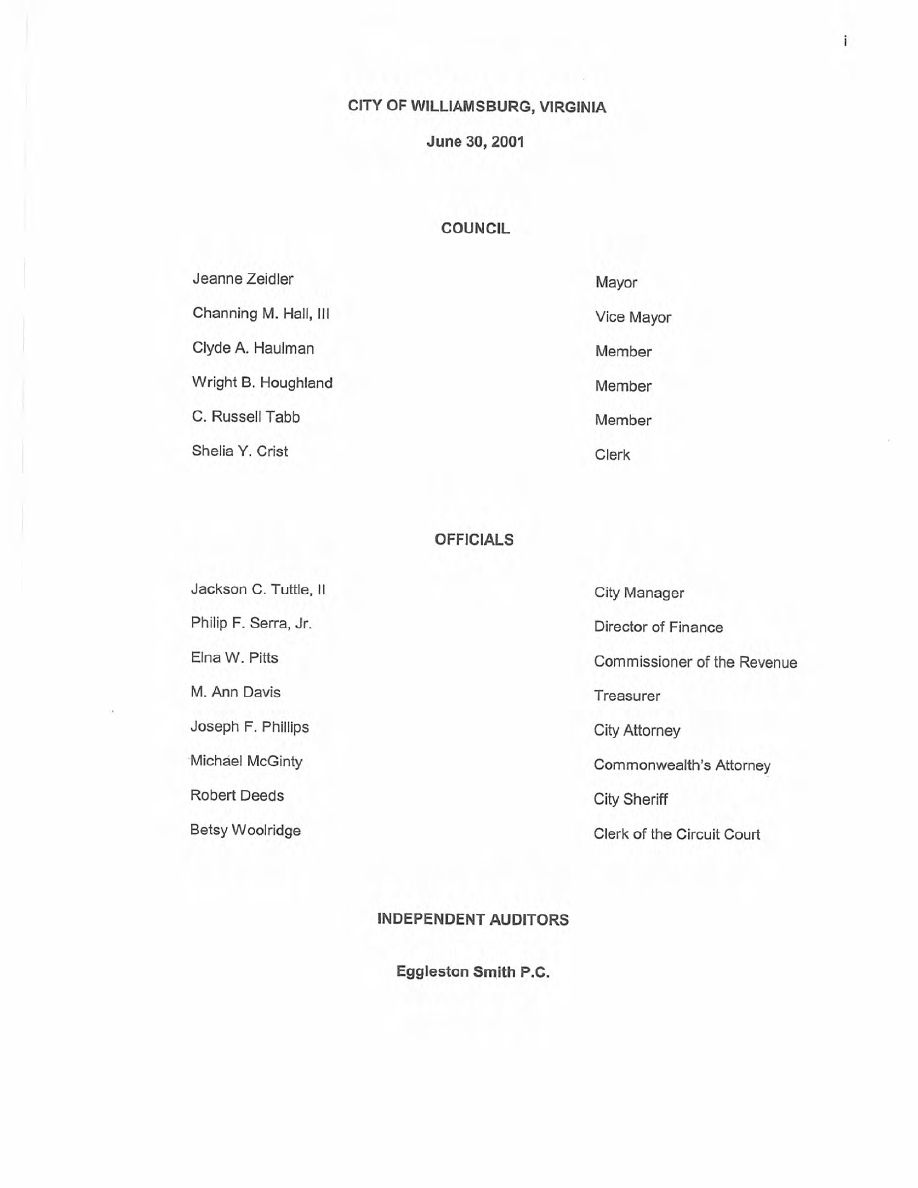 i
CITY OF WILLIAMSBURG, VIRGINIA
June 30, 2001
COUNCIL
Jeanne Zeidler Mayor
Channing M. Hall, III Vice Mayor
Clyde A. Haulman Member
Wright B. Houghland Member
C. Russell Tabb Member
Shelia Y. Crist Clerk
OFFICIALS
Jackson C. Tuttle, II City Manager
Philip F. Serra, Jr. Director of Finance
Elna W. Pitts Commissioner of the Revenue
M. Ann Davis Treasurer
Joseph F. Phillips City Attorney
Michael McGinty Commonwealth's Attorney
Robert Deeds City Sheriff
Betsy Woolridge Clerk of the Circuit Court
INDEPENDENT AUDITORS
Eggleston Smith P.C.